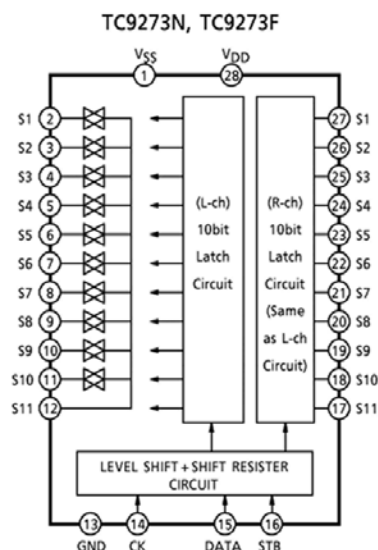 TC9273N, TC9273F
VSS VDD
1 28
S1 2 27 S1
S2 3 26 S2
S3 4 25 S3
S4 5 24 S4
S5 6 23 S5
S6 7 22 S6
S7 8 21 S7
S8 9 20 S8
S9 10 19 S9
S10 11 18 S10
S11 12 17 S11
(L-ch)
10bit
Latch
Circuit
(R-ch)
10bit
Latch
Circuit
(Same
as L-ch
Circuit)
LEVEL SHIFT + SHIFT RESISTER
CIRCUIT
13 14 15 16
GND CK DATA STB